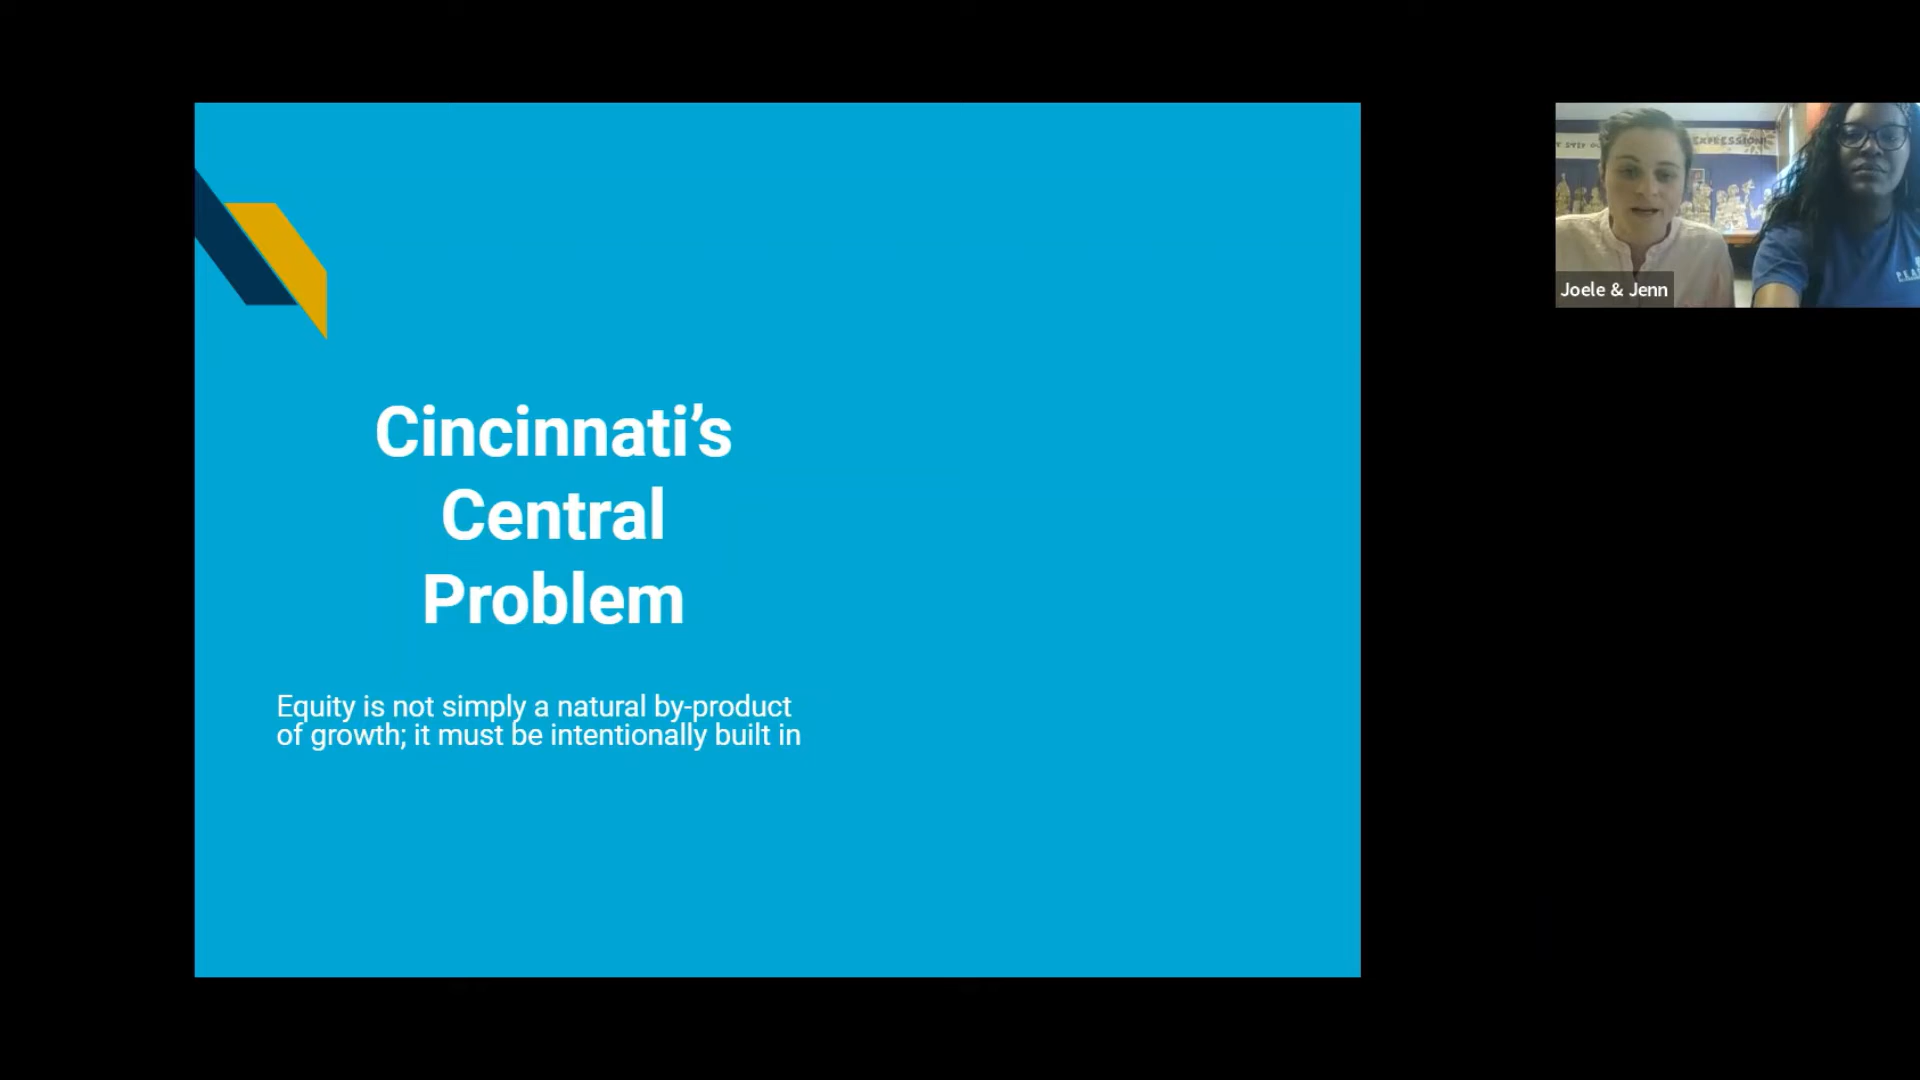 Cincinnati’s
Central
Problem
Equity is not simply a natural by-product
of growth; it must be intentionally built in
EXPRESSION
Joele & Jenn